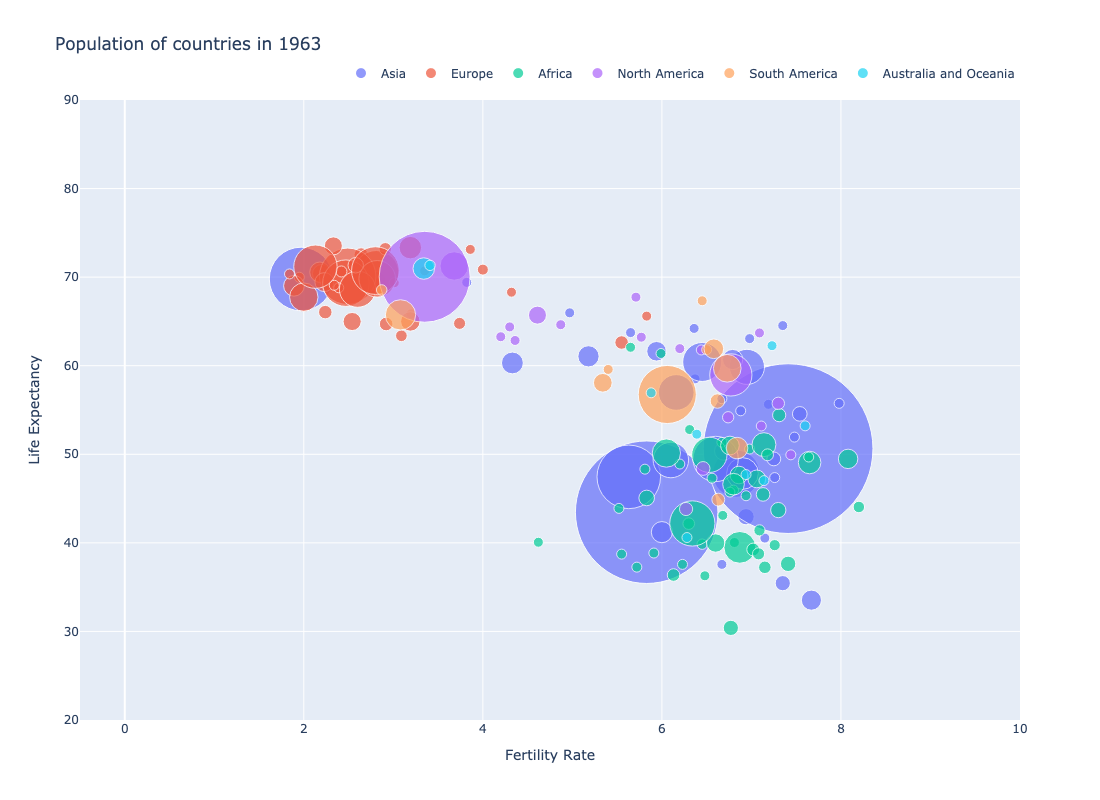 Population of countries in 1963
Asia Europe Africa North America South America Australia and Oceania
90
80
70
60
50
40
30
20
Life Expectancy
0 2 4 6 8 10
Fertility Rate